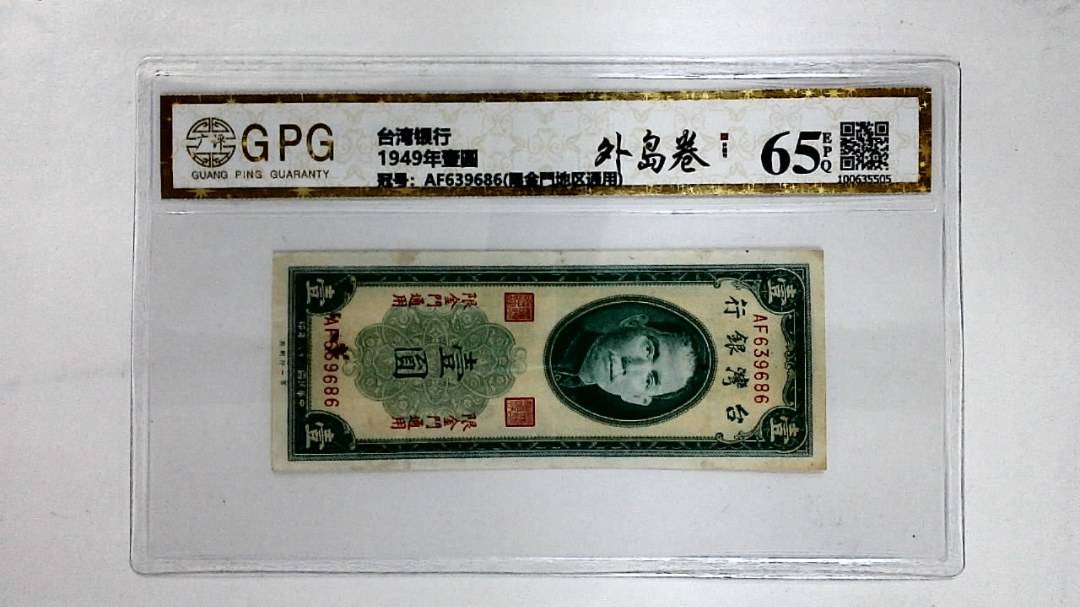 GPG
GUANG PING GUARANTY
台湾银行
1949年壹圆
冠号：AF639686(限金門地区通用)
外岛卷
65
EPQ
100635505
台灣銀行
AF639686
壹
壹
壹圓
限金門通用
限金門通用
AF639686
壹
壹